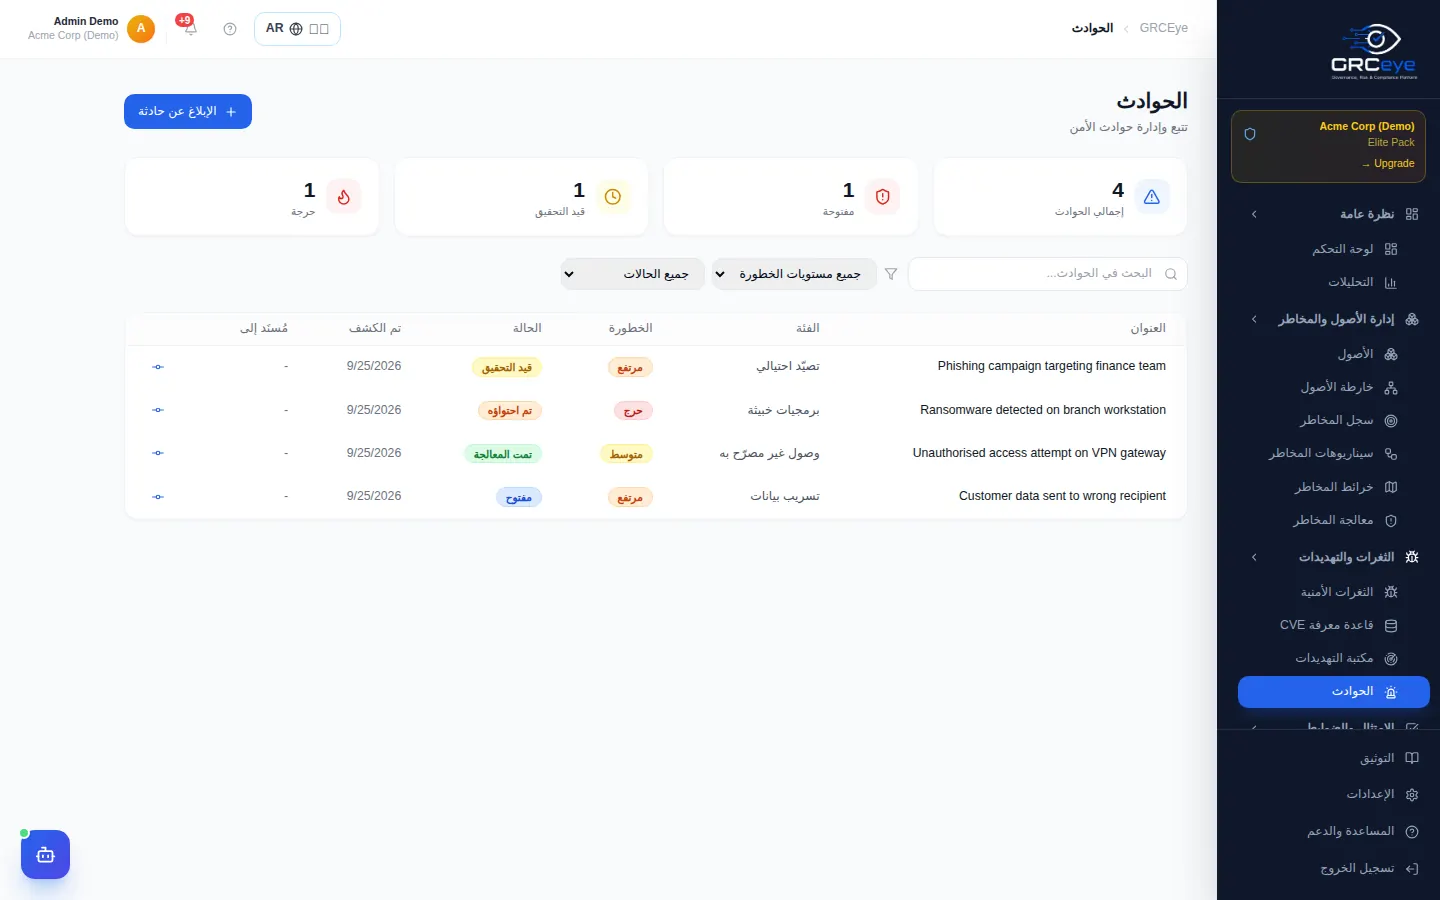 GRCeye
Governance, Risk & Compliance Platform
Acme Corp (Demo)
Elite Pack
Upgrade →
نظرة عامة
لوحة التحكم
التحليلات
إدارة الأصول والمخاطر
الأصول
خارطة الأصول
سجل المخاطر
سيناريوهات المخاطر
خرائط المخاطر
معالجة المخاطر
الثغرات والتهديدات
الثغرات الأمنية
قاعدة معرفة CVE
مكتبة التهديدات
الحوادث
الامتثال والضوابط
التوثيق
الإعدادات
المساعدة والدعم
تسجيل الخروج
GRCEye
الحوادث
AR
+9
Admin Demo
Acme Corp (Demo)
A
الحوادث
تتبع وإدارة حوادث الأمن
الإبلاغ عن حادثة
4
إجمالي الحوادث
1
مفتوحة
1
قيد التحقيق
1
حرجة
البحث في الحوادث...
جميع مستويات الخطورة
جميع الحالات
العنوان الفئة الخطورة الحالة تم الكشف مُسنَد إلى
Phishing campaign targeting finance team تصيّد احتيالي مرتفع قيد التحقيق 9/25/2026 -
Ransomware detected on branch workstation برمجيات خبيثة حرج تم احتواؤه 9/25/2026 -
Unauthorised access attempt on VPN gateway وصول غير مصرّح به متوسط تمت المعالجة 9/25/2026 -
Customer data sent to wrong recipient تسريب بيانات مرتفع مفتوح 9/25/2026 -